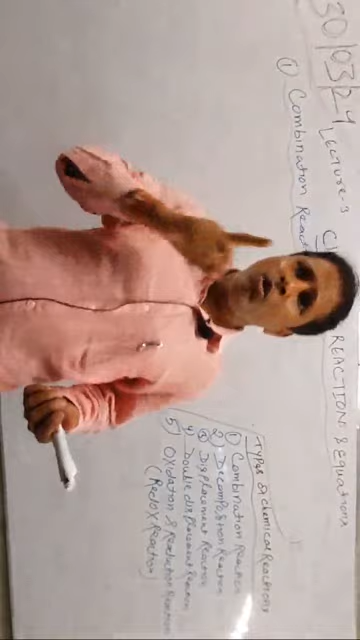 30/03/24
LECTURE-3
REACTION & EQUATIONS
① Combination Reac
TYPES OF Chemical Reactions
① Combination Reaction
2) Decomposition Reaction
③ Displacement Reaction
4) Double displacement Reaction
5) Oxidation & Reduction Reaction
(Redox Reaction)